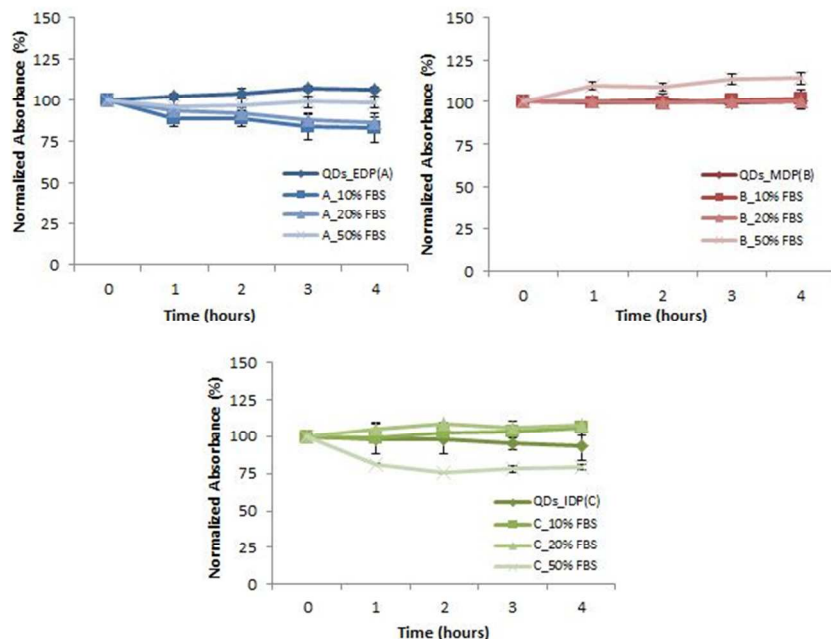 Normalized Absorbance (%)
150
125
100
75
50
25
0
QDs_EDP(A)
A_10% FBS
A_20% FBS
A_50% FBS
0 1 2 3 4
Time (hours)
Normalized Absorbance (%)
150
125
100
75
50
25
0
QDs_MDP(B)
B_10% FBS
B_20% FBS
B_50% FBS
0 1 2 3 4
Time (hours)
Normalized Absorbance (%)
150
125
100
75
50
25
0
QDs_IDP(C)
C_10% FBS
C_20% FBS
C_50% FBS
0 1 2 3 4
Time (hours)